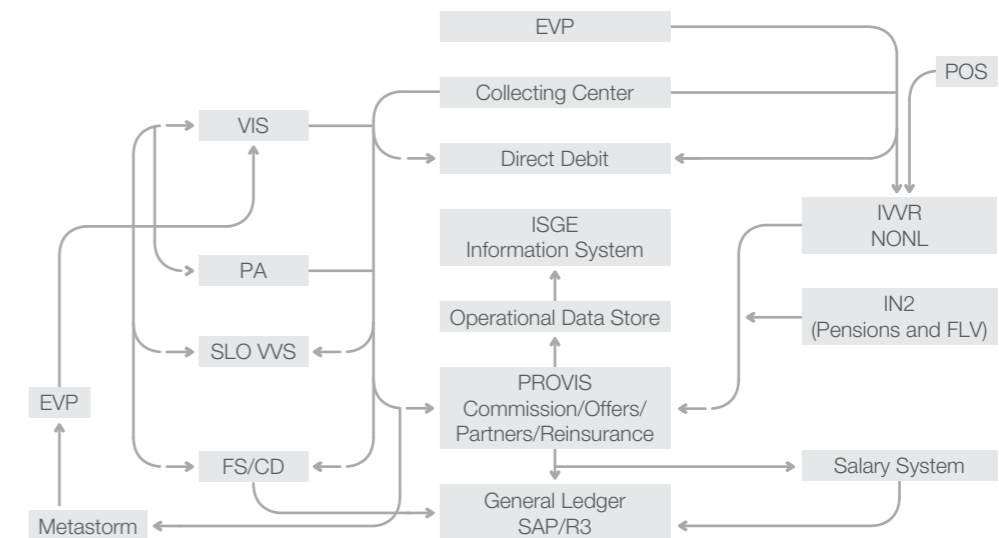 EVP
POS
Collecting Center
VIS
Direct Debit
IVVR
NONL
ISGE
Information System
PA
IN2
(Pensions and FLV)
Operational Data Store
SLO VVS
PROVIS
Commission/Offers/
Partners/Reinsurance
EVP
FS/CD
Salary System
General Ledger
SAP/R3
Metastorm